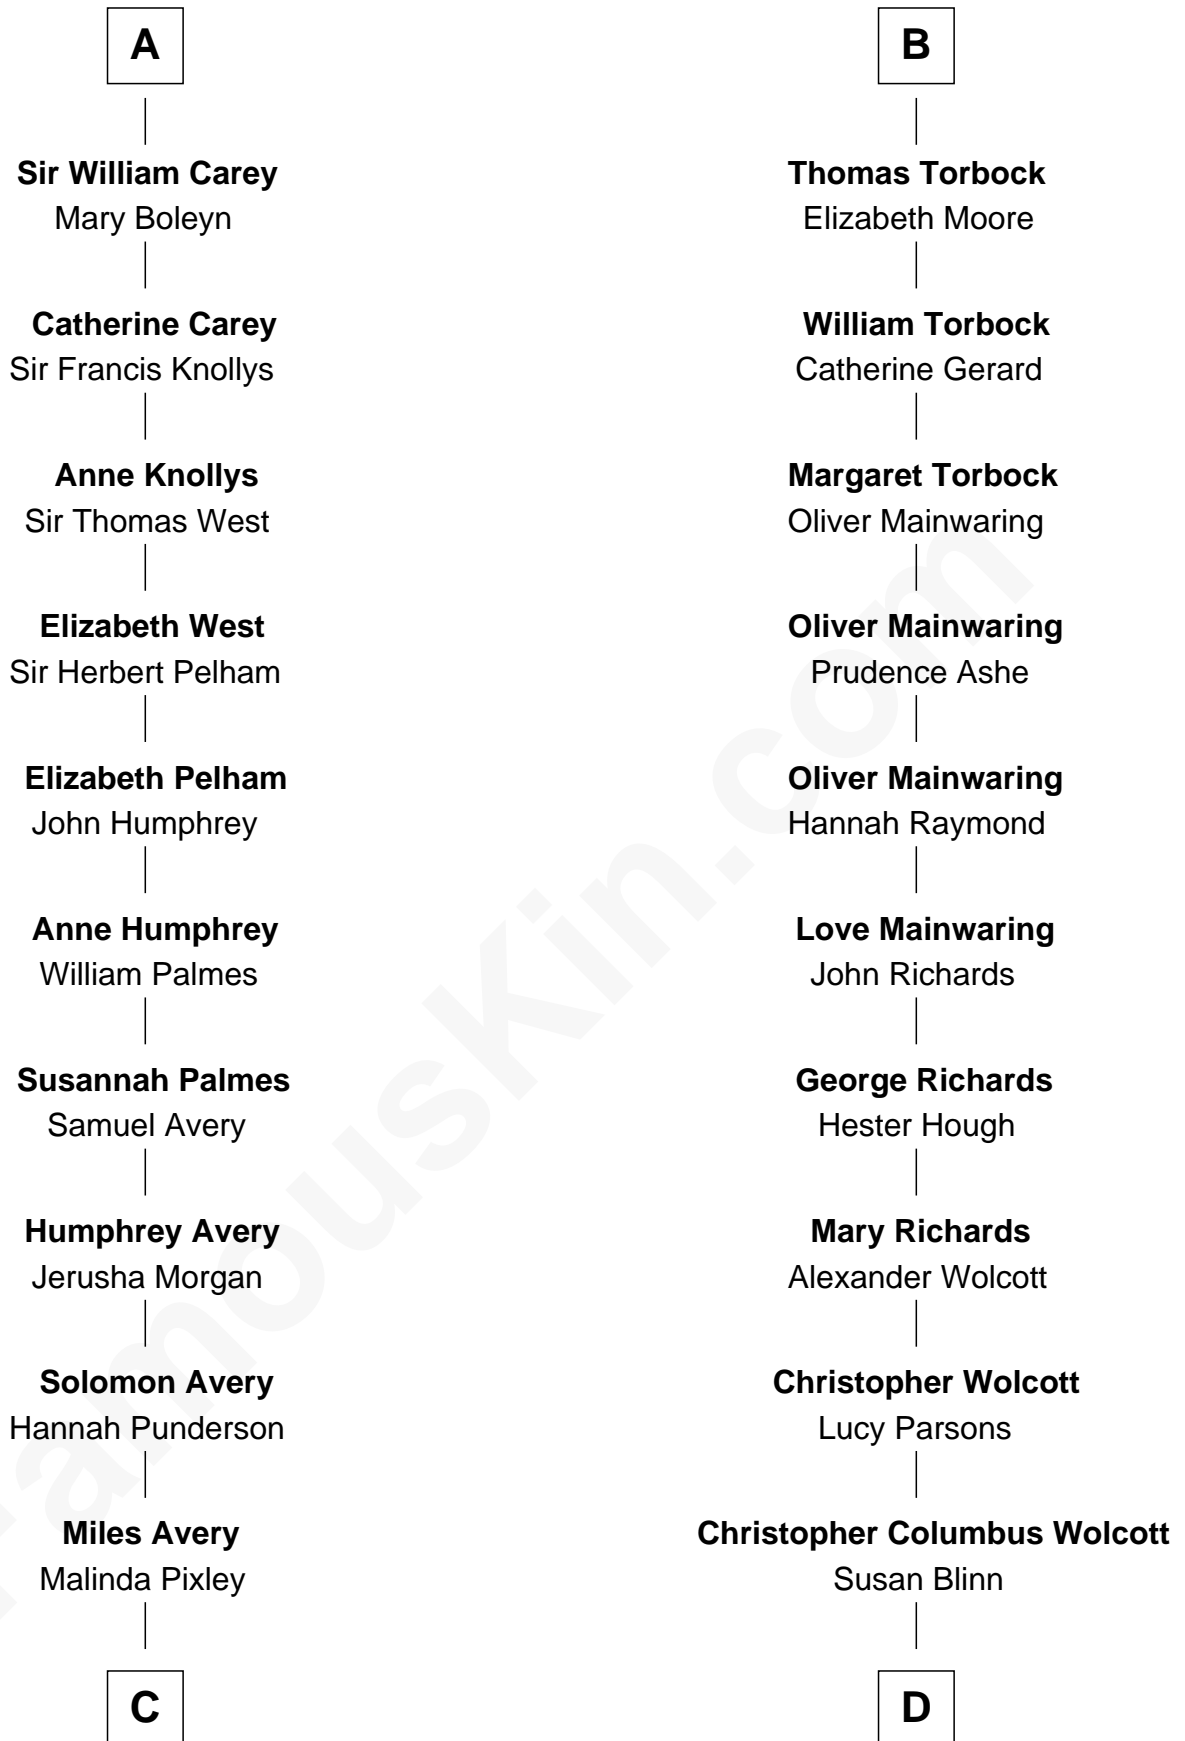 A
Sir William Carey
Mary Boleyn
Catherine Carey
Sir Francis Knollys
Anne Knollys
Sir Thomas West
Elizabeth West
Sir Herbert Pelham
Elizabeth Pelham
John Humphrey
Anne Humphrey
William Palmes
Susannah Palmes
Samuel Avery
Humphrey Avery
Jerusha Morgan
Solomon Avery
Hannah Punderson
Miles Avery
Malinda Pixley
C
B
Thomas Torbock
Elizabeth Moore
William Torbock
Catherine Gerard
Margaret Torbock
Oliver Mainwaring
Oliver Mainwaring
Prudence Ashe
Oliver Mainwaring
Hannah Raymond
Love Mainwaring
John Richards
George Richards
Hester Hough
Mary Richards
Alexander Wolcott
Christopher Wolcott
Lucy Parsons
Christopher Columbus Wolcott
Susan Blinn
D
FamousKin.com